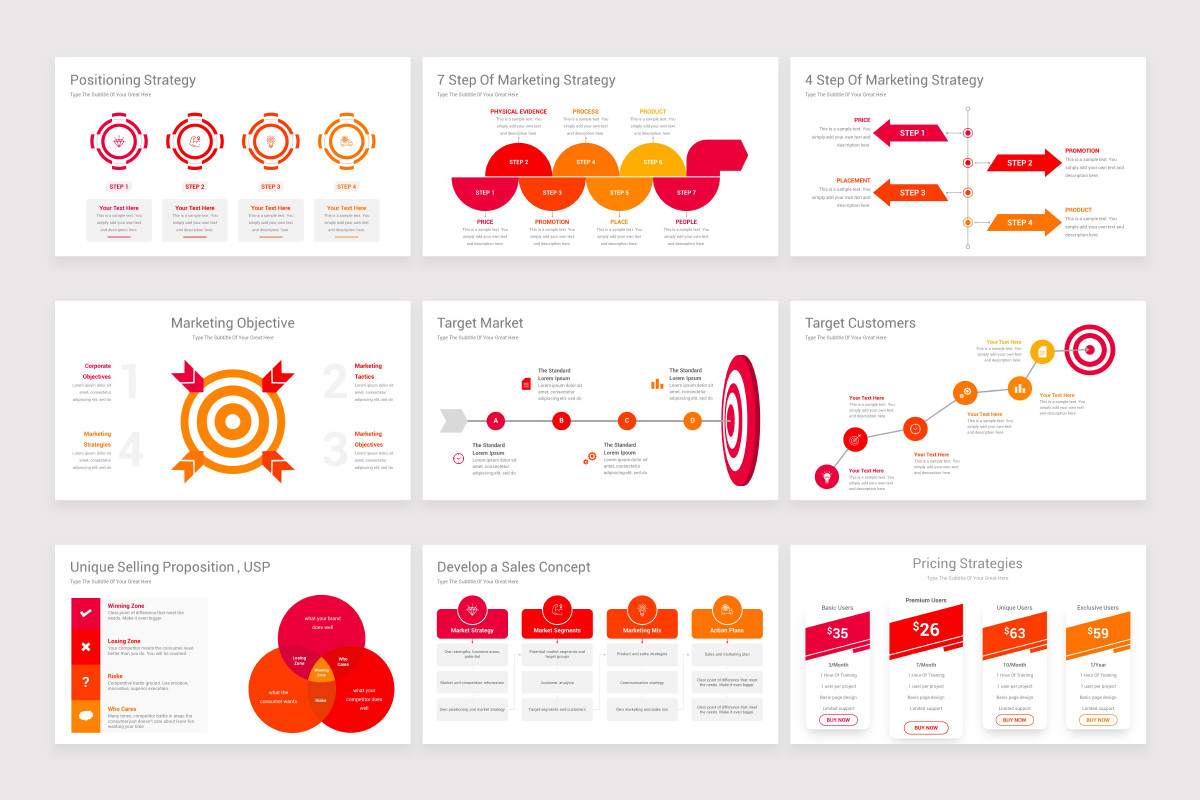 Positioning Strategy
Type The Subtitle Of Your Great Here
STEP 1
STEP 2
STEP 3
STEP 4
Your Text Here
This is a sample text. You
simply add your own text
and description here.
Your Text Here
This is a sample text. You
simply add your own text
and description here.
Your Text Here
This is a sample text. You
simply add your own text
and description here.
Your Text Here
This is a sample text. You
simply add your own text
and description here.
7 Step Of Marketing Strategy
Type The Subtitle Of Your Great Here
PHYSICAL EVIDENCE
This is a sample text. You
simply add your own text
and description here.
PROCESS
This is a sample text. You
simply add your own text
and description here.
PRODUCT
This is a sample text. You
simply add your own text
and description here.
STEP 2
STEP 4
STEP 6
STEP 1
STEP 3
STEP 5
STEP 7
PRICE
This is a sample text. You
simply add your own text
and description here.
PROMOTION
This is a sample text. You
simply add your own text
and description here.
PLACE
This is a sample text. You
simply add your own text
and description here.
PEOPLE
This is a sample text. You
simply add your own text
and description here.
4 Step Of Marketing Strategy
Type The Subtitle Of Your Great Here
PRICE
This is a sample text. You
simply add your own text and
description here.
STEP 1
STEP 2
PROMOTION
This is a sample text. You
simply add your own text and
description here.
PLACEMENT
This is a sample text. You
simply add your own text and
description here.
STEP 3
STEP 4
PRODUCT
This is a sample text. You
simply add your own text and
description here.
Marketing Objective
Type The Subtitle Of Your Great Here
Corporate
Objectives
Lorem ipsum dolor sit
amet, consectetur
adipiscing elit, sed do
1
2
Marketing
Tactics
Lorem ipsum dolor sit
amet, consectetur
adipiscing elit, sed do
Marketing
Strategies
Lorem ipsum dolor sit
amet, consectetur
adipiscing elit, sed do
4
3
Marketing
Objectives
Lorem ipsum dolor sit
amet, consectetur
adipiscing elit, sed do
Target Market
Type The Subtitle Of Your Great Here
The Standard
Lorem Ipsum
Lorem ipsum dolor sit
amet, consectetur
adipiscing elit, sed do
The Standard
Lorem Ipsum
Lorem ipsum dolor sit
amet, consectetur
adipiscing elit, sed do
A
B
C
D
The Standard
Lorem Ipsum
Lorem ipsum dolor sit
amet, consectetur
adipiscing elit, sed do
The Standard
Lorem Ipsum
Lorem ipsum dolor sit
amet, consectetur
adipiscing elit, sed do
Target Customers
Type The Subtitle Of Your Great Here
Your Text Here
This is a sample text. You
simply add your own text
and description here.
Your Text Here
This is a sample text. You
simply add your own text
and description here.
Your Text Here
This is a sample text. You
simply add your own text
and description here.
Your Text Here
This is a sample text. You
simply add your own text
and description here.
Your Text Here
This is a sample text. You
simply add your own text
and description here.
Your Text Here
This is a sample text. You
simply add your own text
and description here.
Unique Selling Proposition , USP
Type The Subtitle Of Your Great Here
Winning Zone
Clear point of difference that meet the
needs. Make it even bigger.
Losing Zone
Your competitor meets the consumer need
better than you do. You will be crushed.
?
Riske
Competitive battle ground. Use emotion,
innovation, superior execution.
Who Cares
Many times, competitor battle in areas the
consumer just doesn't care about. Have fun
wasting your time!
what your brand
does well
Losing
Zone
Who
Cares
Winning
Zone
Riske
what the
consumer wants
what your
competitor does
well
Develop a Sales Concept
Type The Subtitle Of Your Great Here
Market Strategy
Market Segments
Marketing Mix
Action Plans
Own strengths, business areas,
potential
Potential market segments and
target groups
Product and sales strategies
Sales and marketing plan
Market and competition information
Customer analysis
Communication strategy
Clear point of difference that meet
the needs. Make it even bigger.
Own positioning and market strategy
Target segments and customers
Own marketing and sales mix
Clear point of difference that meet
the needs. Make it even bigger.
Pricing Strategies
Type The Subtitle Of Your Great Here
Basic Users
$35
3/Month
1 Hour Of Training
1 user per project
Basis page design
Limited support
BUY NOW
Premium Users
$26
1/Month
1 Hour Of Training
1 user per project
Basis page design
Limited support
BUY NOW
Unique Users
$63
10/Month
1 Hour Of Training
1 user per project
Basis page design
Limited support
BUY NOW
Exclusive Users
$59
1/Year
1 Hour Of Training
1 user per project
Basis page design
Limited support
BUY NOW